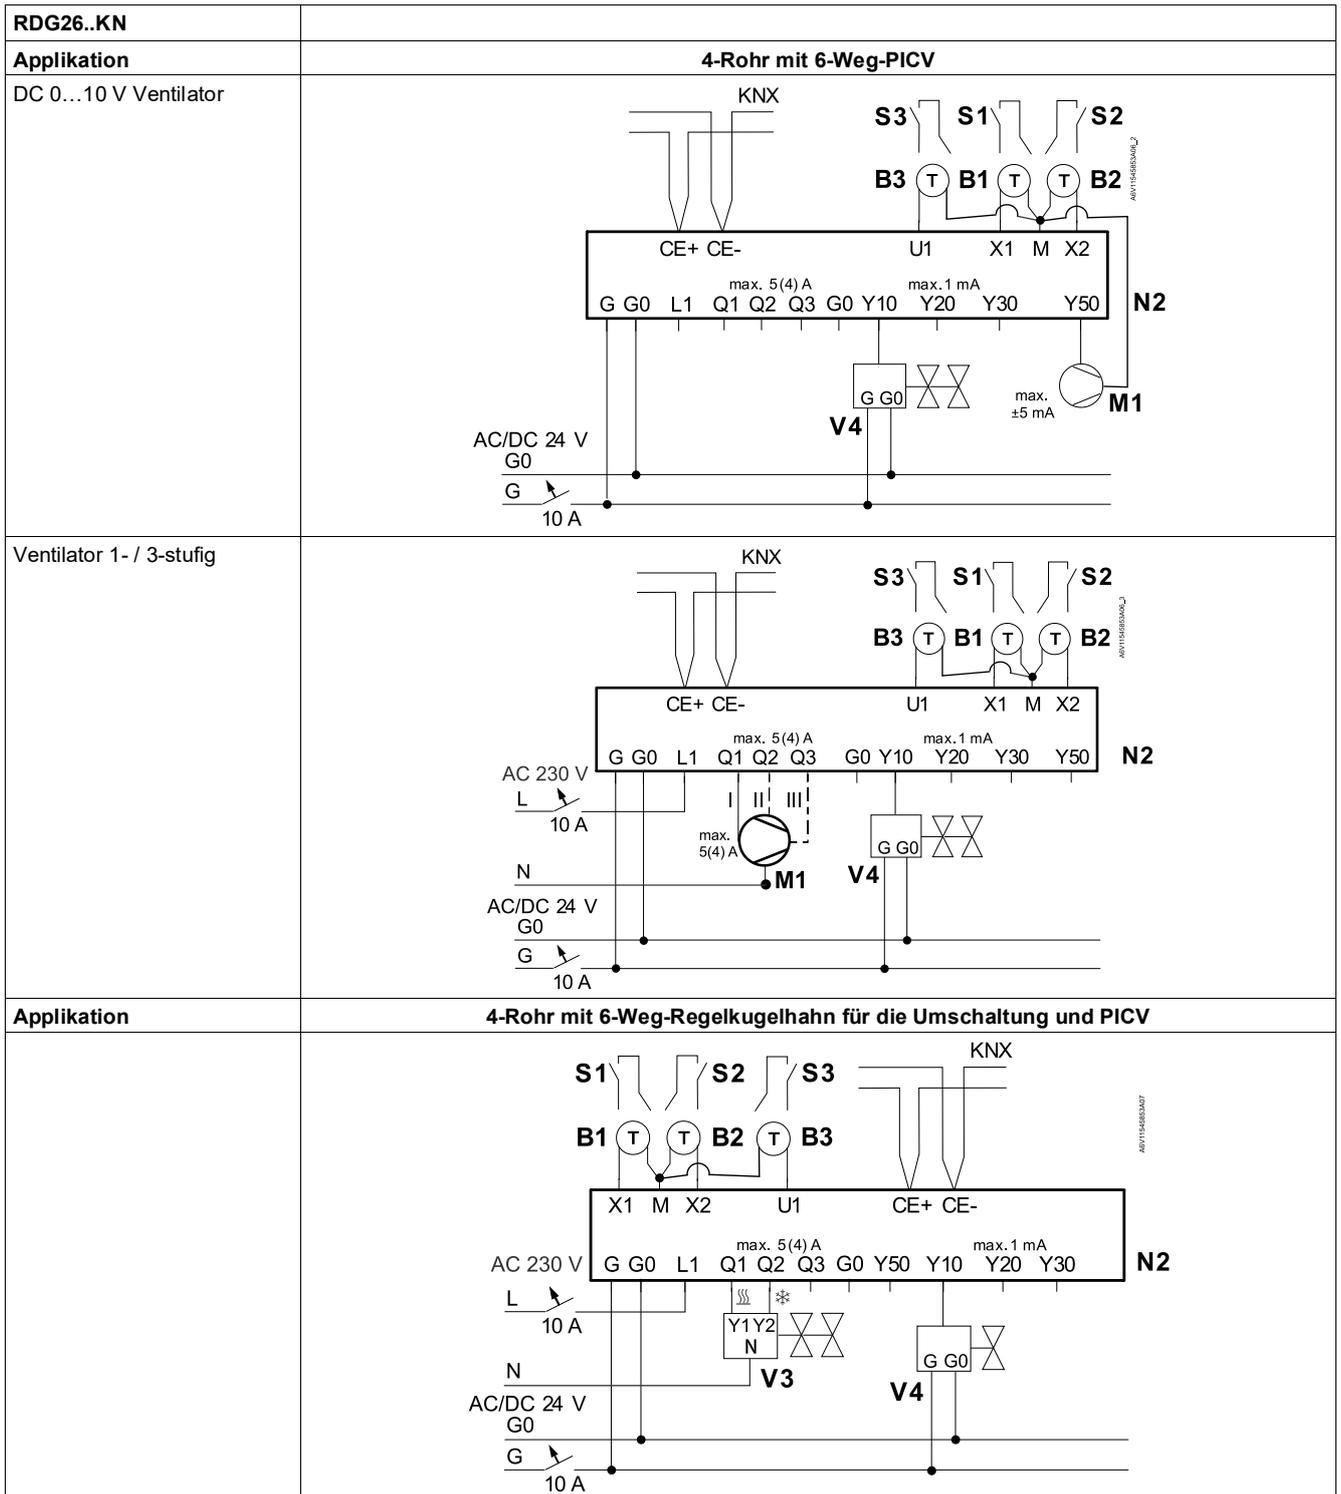 RDG26..KN
Applikation
4-Rohr mit 6-Weg-PICV
DC 0…10 V Ventilator
KNX
S3 S1 S2
B3 T B1 T T B2
A6V11545853A06_2
CE+ CE- U1 X1 M X2
max. 5(4) A max.1 mA
G G0 L1 Q1 Q2 Q3 G0 Y10 Y20 Y30 Y50 N2
G G0
V4
max.
±5 mA
M1
AC/DC 24 V
G0
G
10 A
Ventilator 1- / 3-stufig
KNX
S3 S1 S2
B3 T B1 T T B2
A6V11545853A06_3
CE+ CE- U1 X1 M X2
max. 5(4) A max.1 mA
G G0 L1 Q1 Q2 Q3 G0 Y10 Y20 Y30 Y50 N2
AC 230 V
L
10 A
I II III
max.
5(4) A
G G0
N
M1 V4
AC/DC 24 V
G0
G
10 A
Applikation
4-Rohr mit 6-Weg-Regelkugelhahn für die Umschaltung und PICV
KNX
S1 S2 S3
B1 T T B2 T B3
A6V11545853A07
X1 M X2 U1 CE+ CE-
max. 5(4) A max.1 mA
AC 230 V G G0 L1 Q1 Q2 Q3 G0 Y50 Y10 Y20 Y30 N2
L
10 A
Y1 Y2
N
G G0
N
V3 V4
AC/DC 24 V
G0
G
10 A